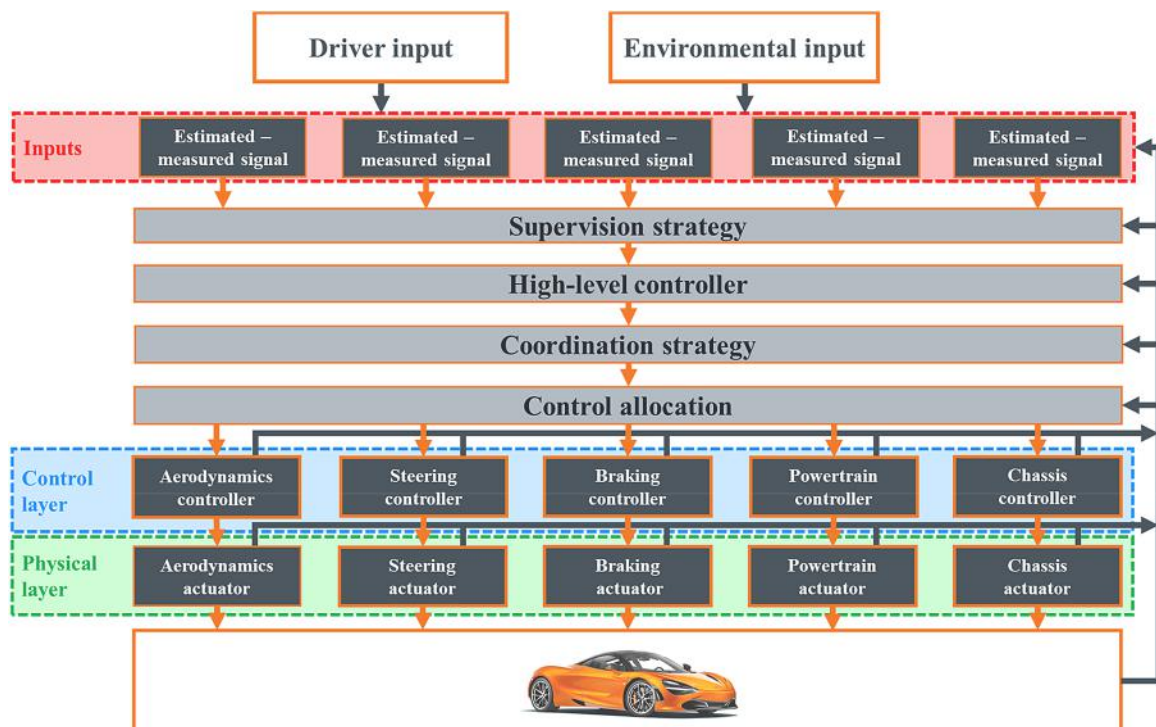 Driver input
Environmental input
Inputs
Estimated –
measured signal
Estimated –
measured signal
Estimated –
measured signal
Estimated –
measured signal
Estimated –
measured signal
Supervision strategy
High-level controller
Coordination strategy
Control allocation
Control
layer
Aerodynamics
controller
Steering
controller
Braking
controller
Powertrain
controller
Chassis
controller
Physical
layer
Aerodynamics
actuator
Steering
actuator
Braking
actuator
Powertrain
actuator
Chassis
actuator